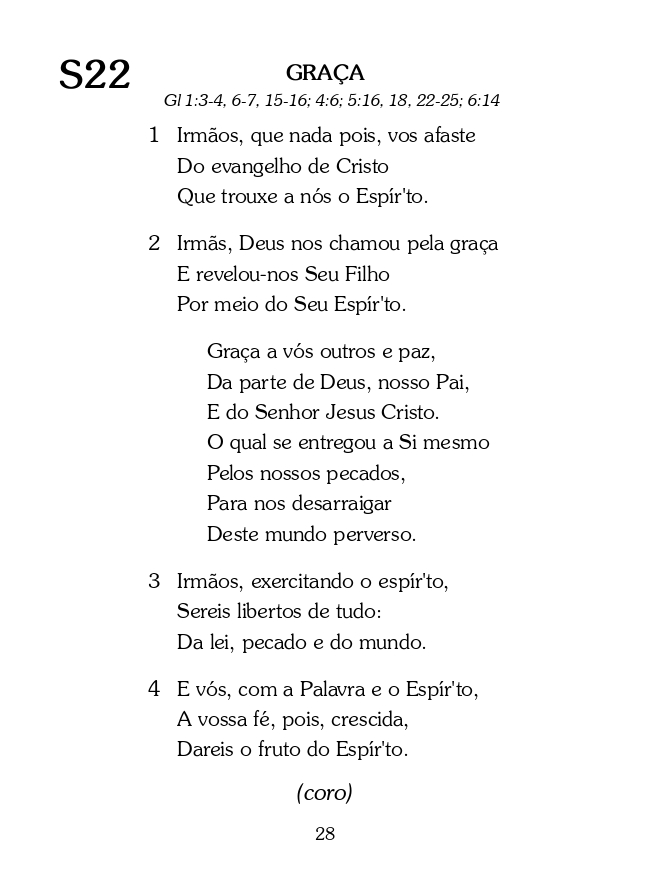 S22
GRAÇA
Gl 1:3-4, 6-7, 15-16; 4:6; 5:16, 18, 22-25; 6:14
1 Irmãos, que nada pois, vos afaste
Do evangelho de Cristo
Que trouxe a nós o Espír'to.
2 Irmãs, Deus nos chamou pela graça
E revelou-nos Seu Filho
Por meio do Seu Espír'to.
Graça a vós outros e paz,
Da parte de Deus, nosso Pai,
E do Senhor Jesus Cristo.
O qual se entregou a Si mesmo
Pelos nossos pecados,
Para nos desarraigar
Deste mundo perverso.
3 Irmãos, exercitando o espír'to,
Sereis libertos de tudo:
Da lei, pecado e do mundo.
4 E vós, com a Palavra e o Espír'to,
A vossa fé, pois, crescida,
Dareis o fruto do Espír'to.
(coro)
28